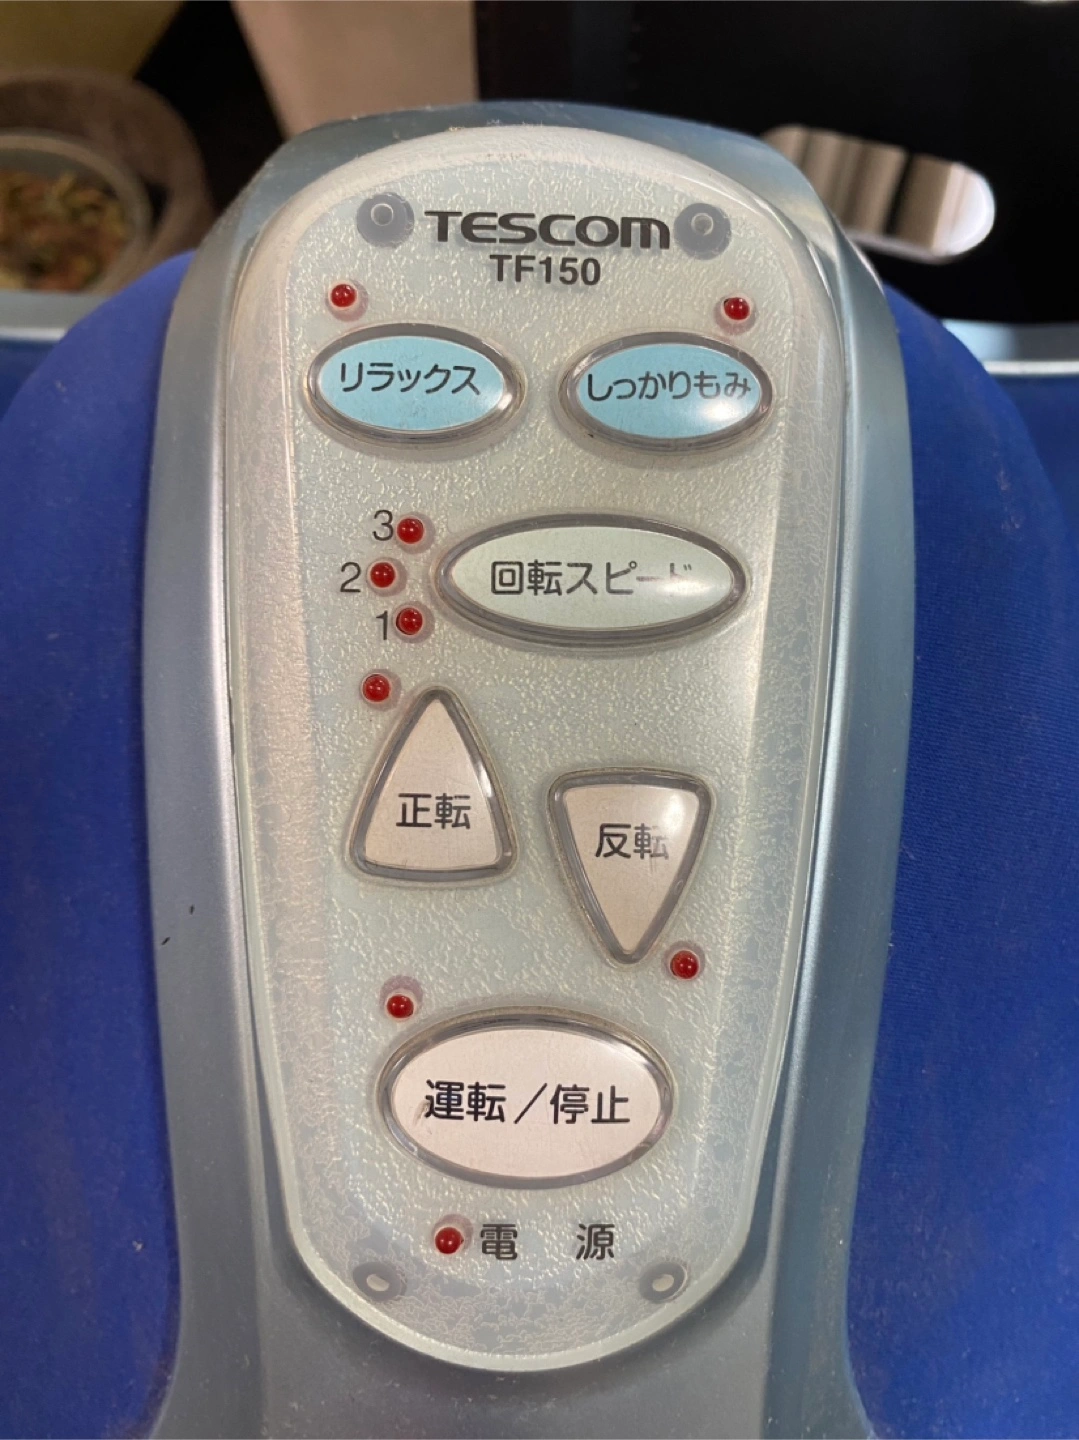 TESCOM
TF150
リラックス
しっかりもみ
3
2
1
回転スピード
正転
反転
運転／停止
電 源